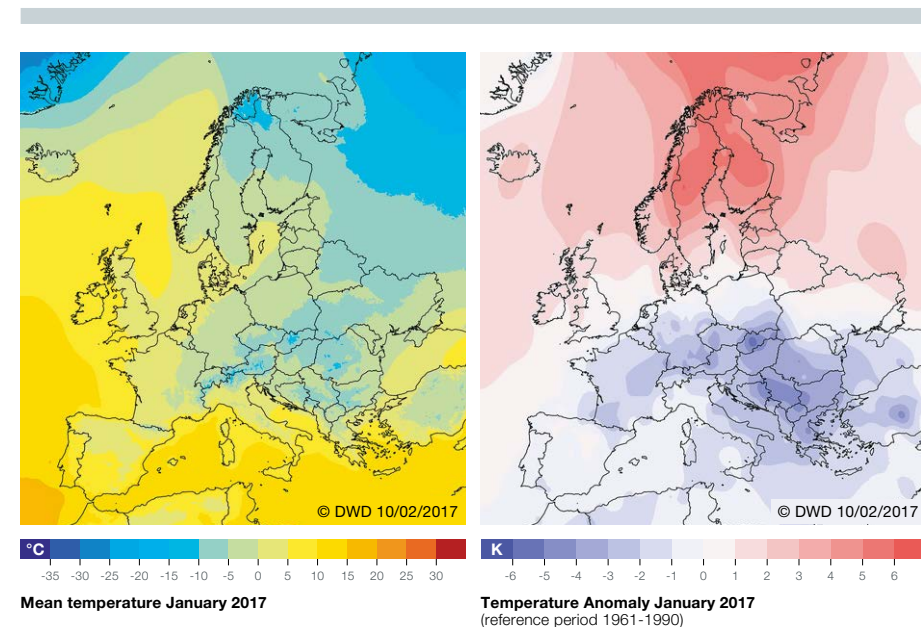 © DWD 10/02/2017
© DWD 10/02/2017
°C
-35 -30 -25 -20 -15 -10 -5 0 5 10 15 20 25 30
K
-6 -5 -4 -3 -2 -1 0 1 2 3 4 5 6
Mean temperature January 2017
Temperature Anomaly January 2017
(reference period 1961-1990)